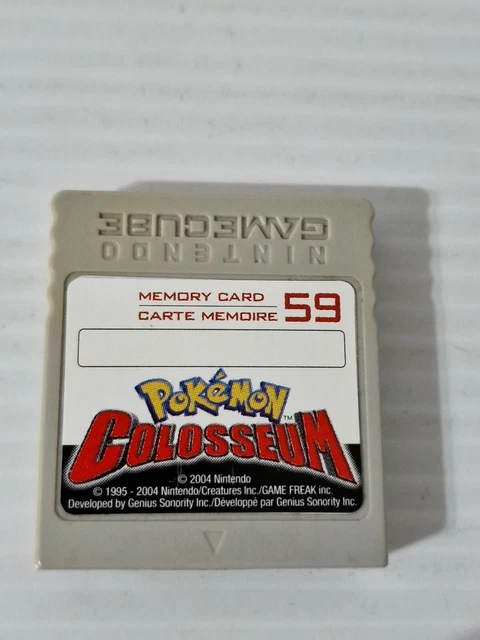 NINTENDO
GAMECUBE
MEMORY CARD 59
CARTE MEMOIRE
POKéMON
TM
COLOSSEUM
© 2004 Nintendo
© 1995 - 2004 Nintendo/Creatures Inc./GAME FREAK inc.
Developed by Genius Sonority Inc./Développé par Genius Sonority Inc.